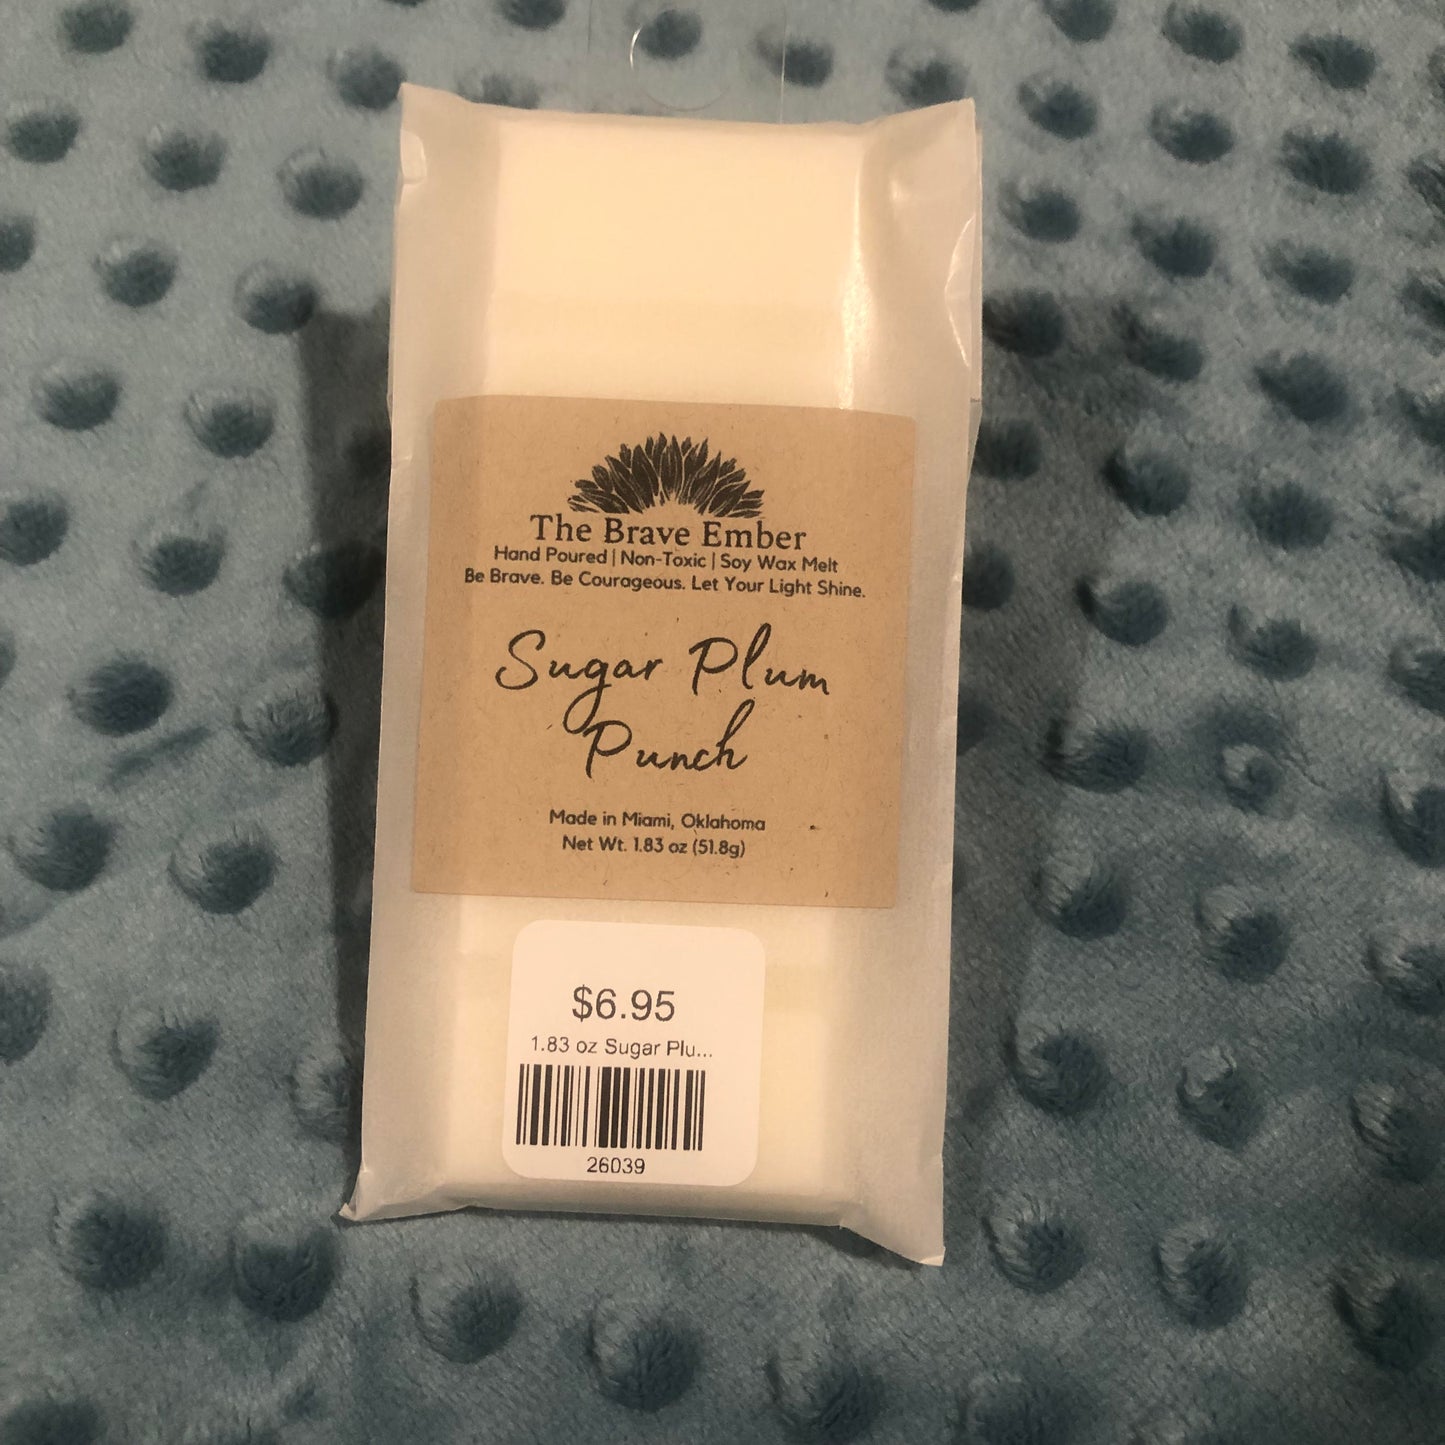 The Brave Ember
Hand Poured | Non-Toxic | Soy Wax Melt
Be Brave. Be Courageous. Let Your Light Shine.
Sugar Plum
Punch
Made in Miami, Oklahoma
Net Wt. 1.83 oz (51.8g)
$6.95
1.83 oz Sugar Plu...
26039